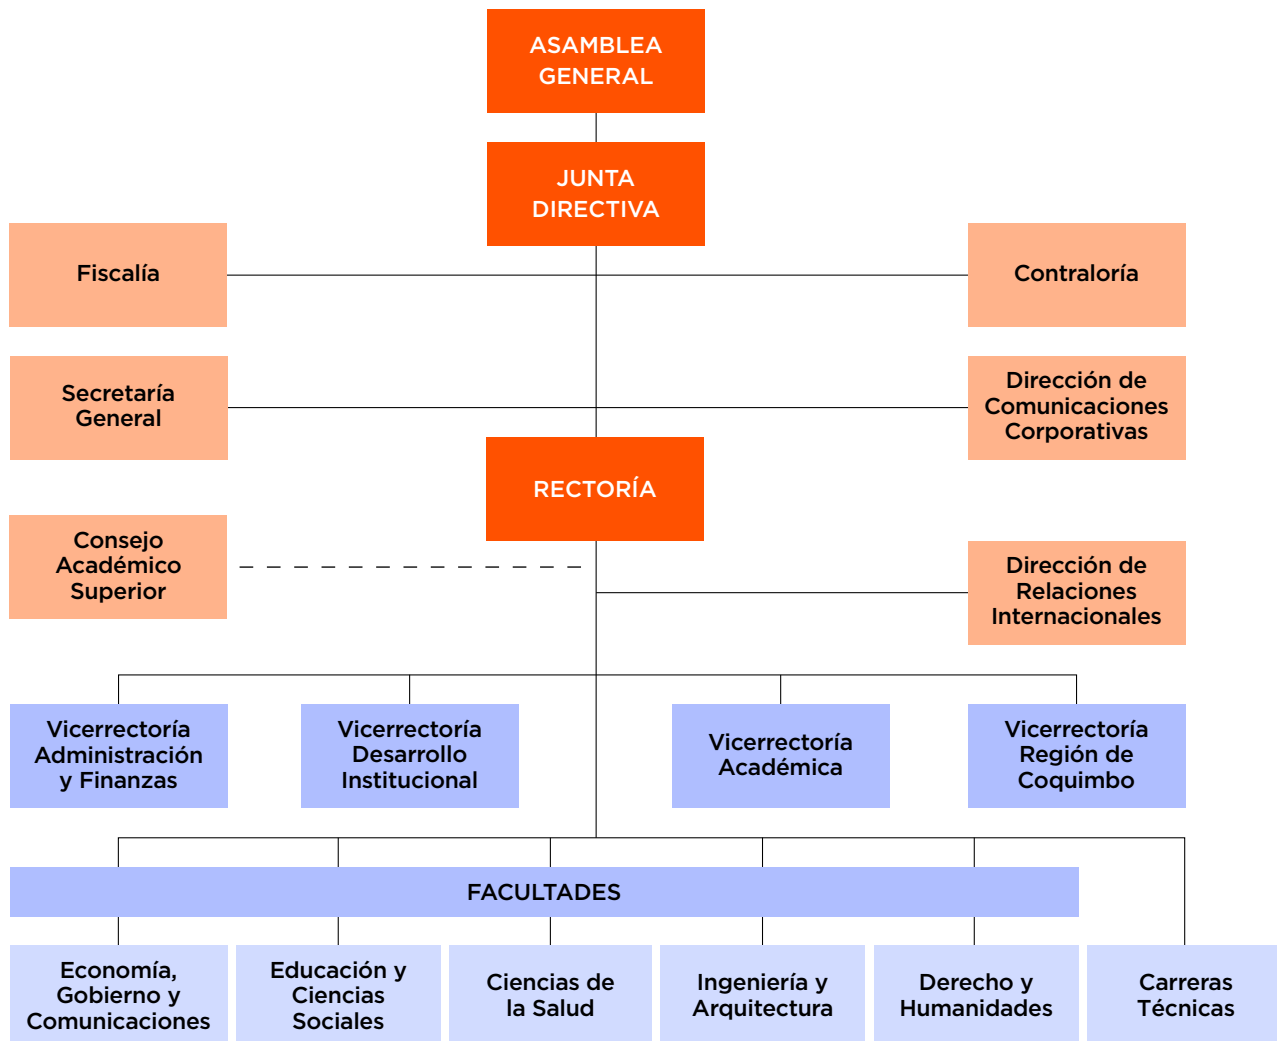 ASAMBLEA
GENERAL
JUNTA
DIRECTIVA
Fiscalía
Contraloría
Secretaría
General
Dirección de
Comunicaciones
Corporativas
RECTORÍA
Consejo
Académico
Superior
Dirección de
Relaciones
Internacionales
Vicerrectoría
Administración
y Finanzas
Vicerrectoría
Desarrollo
Institucional
Vicerrectoría
Académica
Vicerrectoría
Región de
Coquimbo
FACULTADES
Economía,
Gobierno y
Comunicaciones
Educación y
Ciencias
Sociales
Ciencias de
la Salud
Ingeniería y
Arquitectura
Derecho y
Humanidades
Carreras
Técnicas